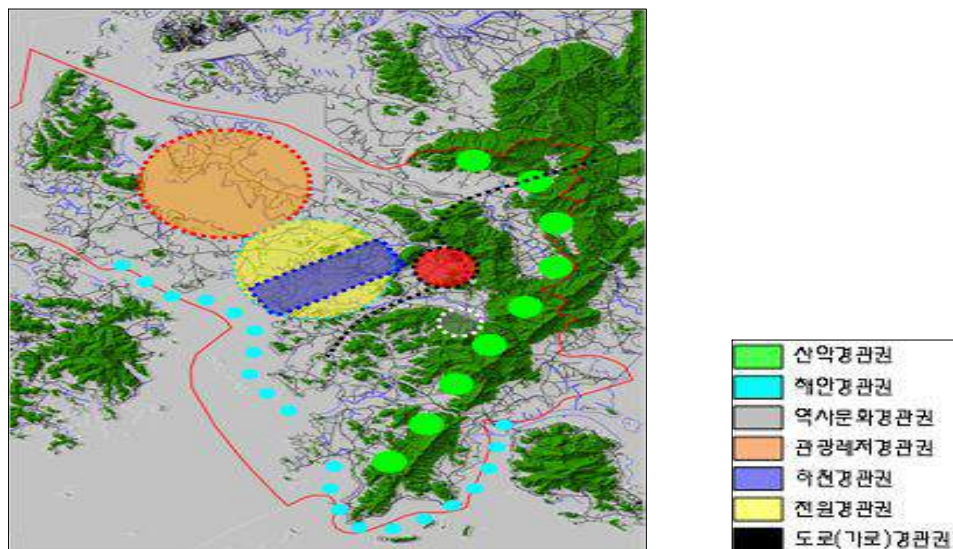 산악경관권
해안경관권
역사문화경관권
관광레저경관권
하천경관권
전원경관권
도로(가로)경관권